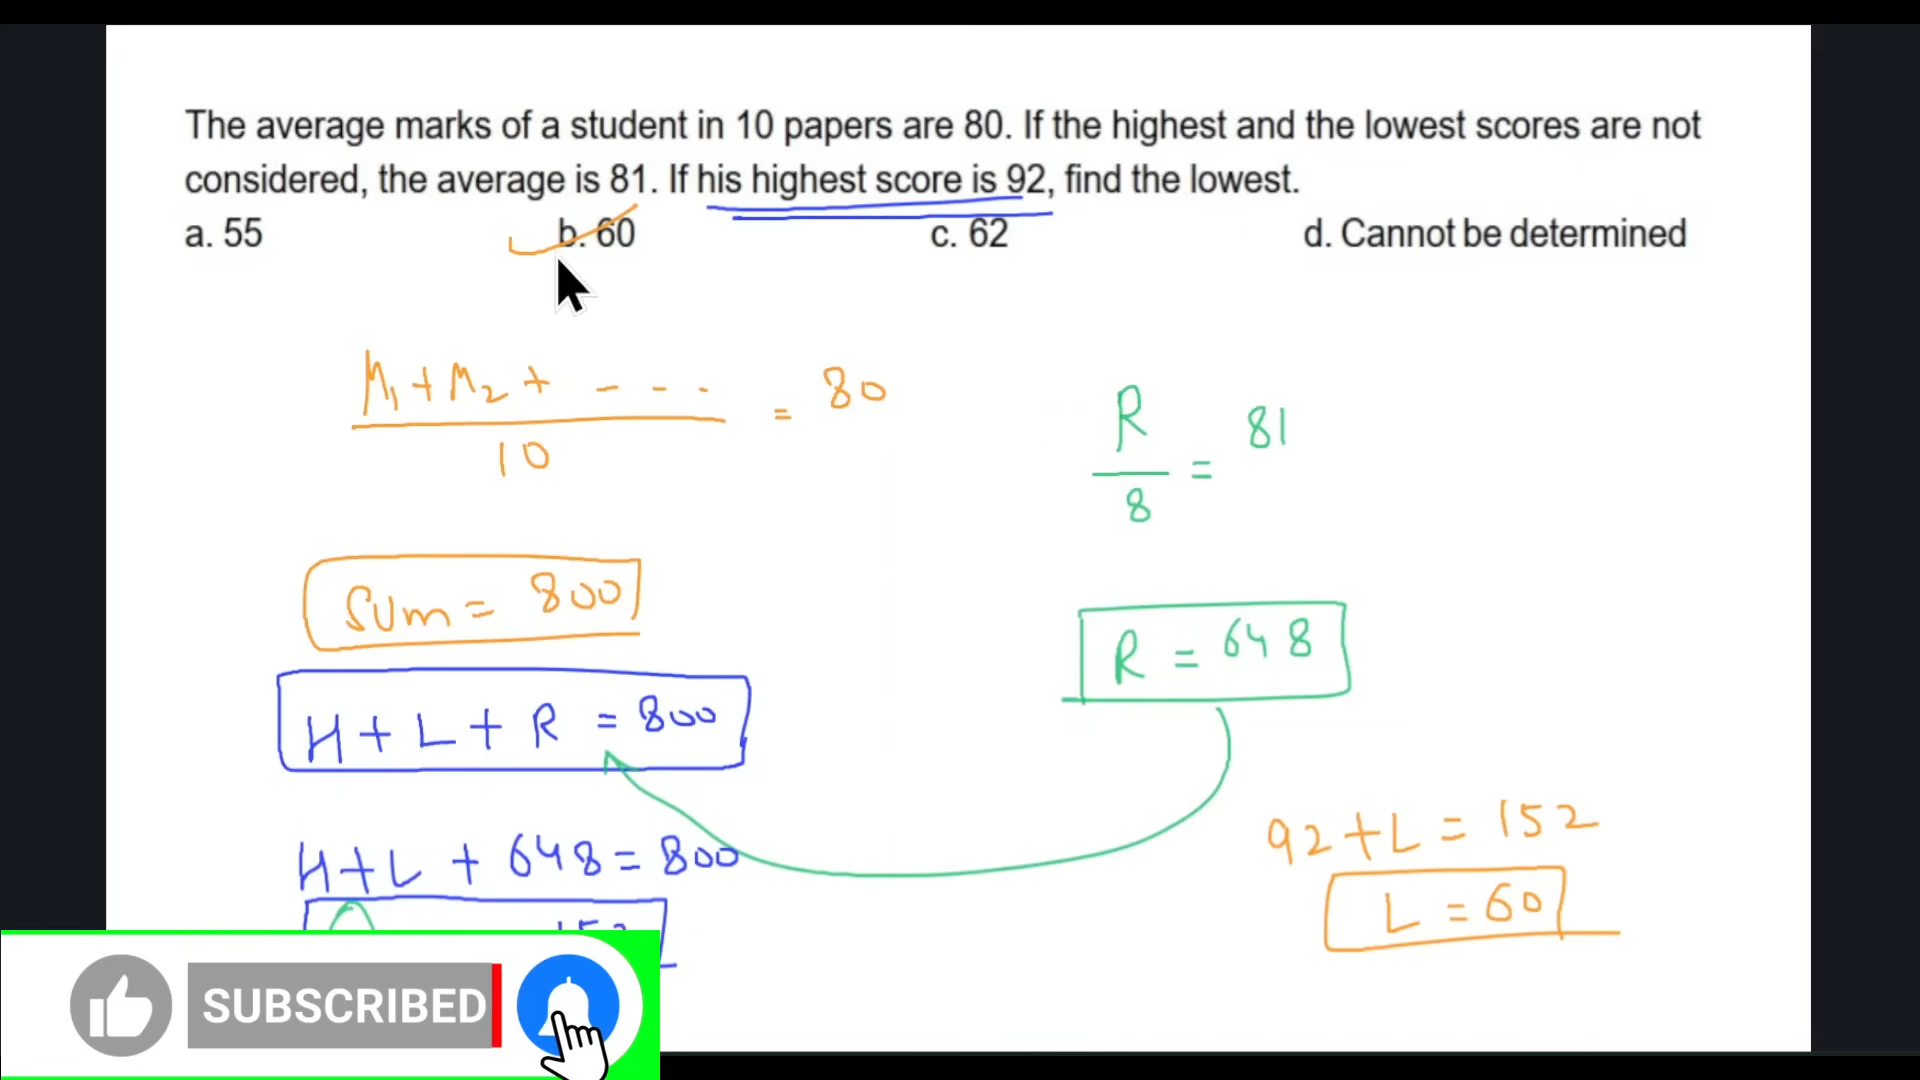 The average marks of a student in 10 papers are 80. If the highest and the lowest scores are not
considered, the average is 81. If his highest score is 92, find the lowest.
a. 55 b. 60 c. 62 d. Cannot be determined
M1 + M2 + - - - = 80
10
R = 81
8
Sum = 800
R = 648
H + L + R = 800
H + L + 648 = 800
152
92 + L = 152
L = 60
SUBSCRIBED